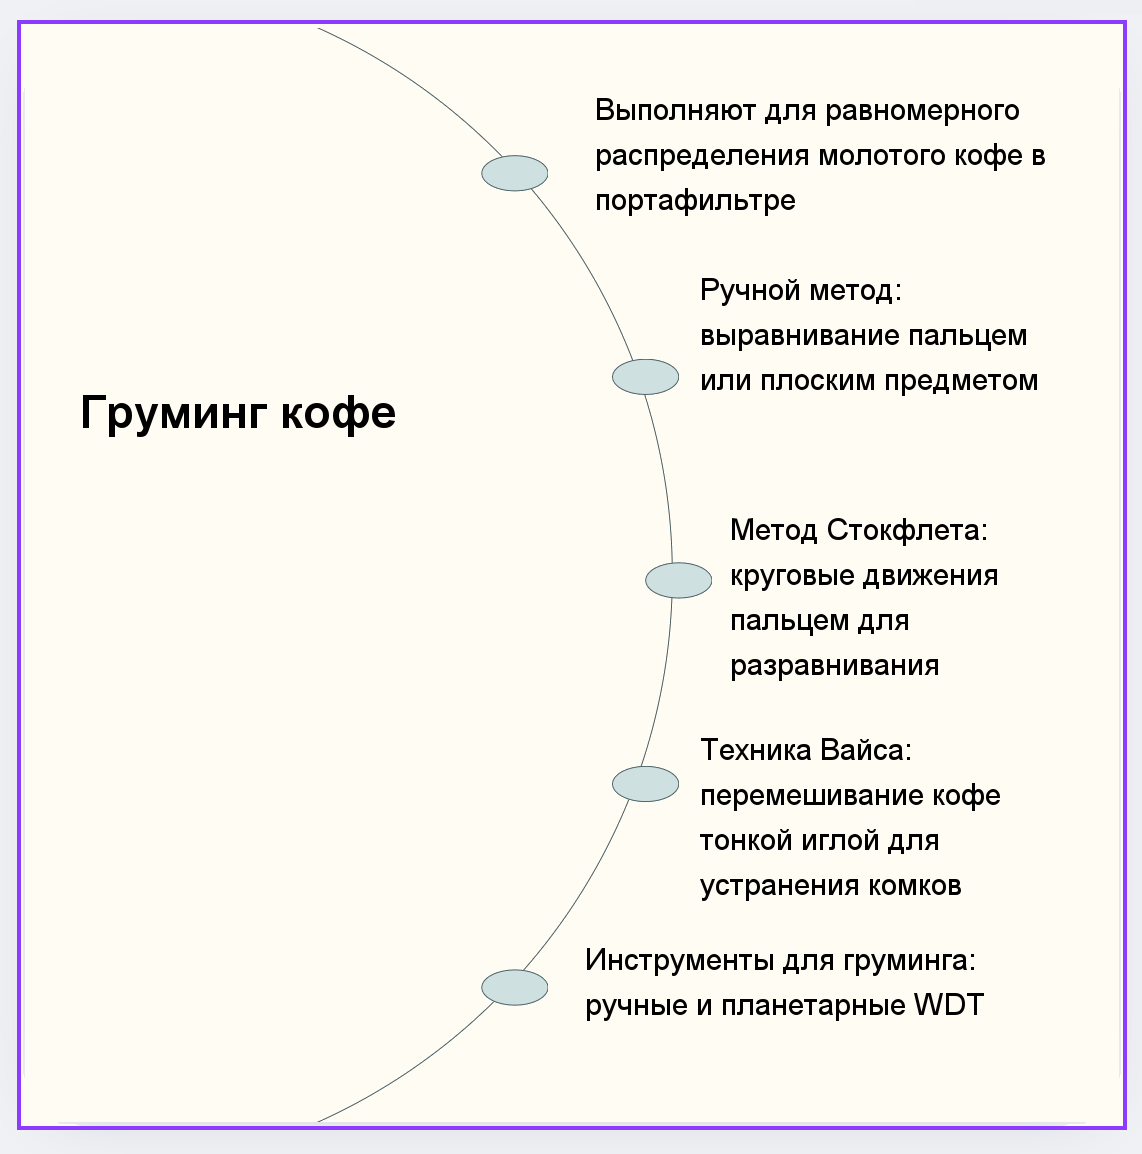 Выполняют для равномерного
распределения молотого кофе в
портафильтре
Ручной метод:
выравнивание пальцем
или плоским предметом
Груминг кофе
Метод Стокфлета:
круговые движения
пальцем для
разравнивания
Техника Вайса:
перемешивание кофе
тонкой иглой для
устранения комков
Инструменты для груминга:
ручные и планетарные WDT